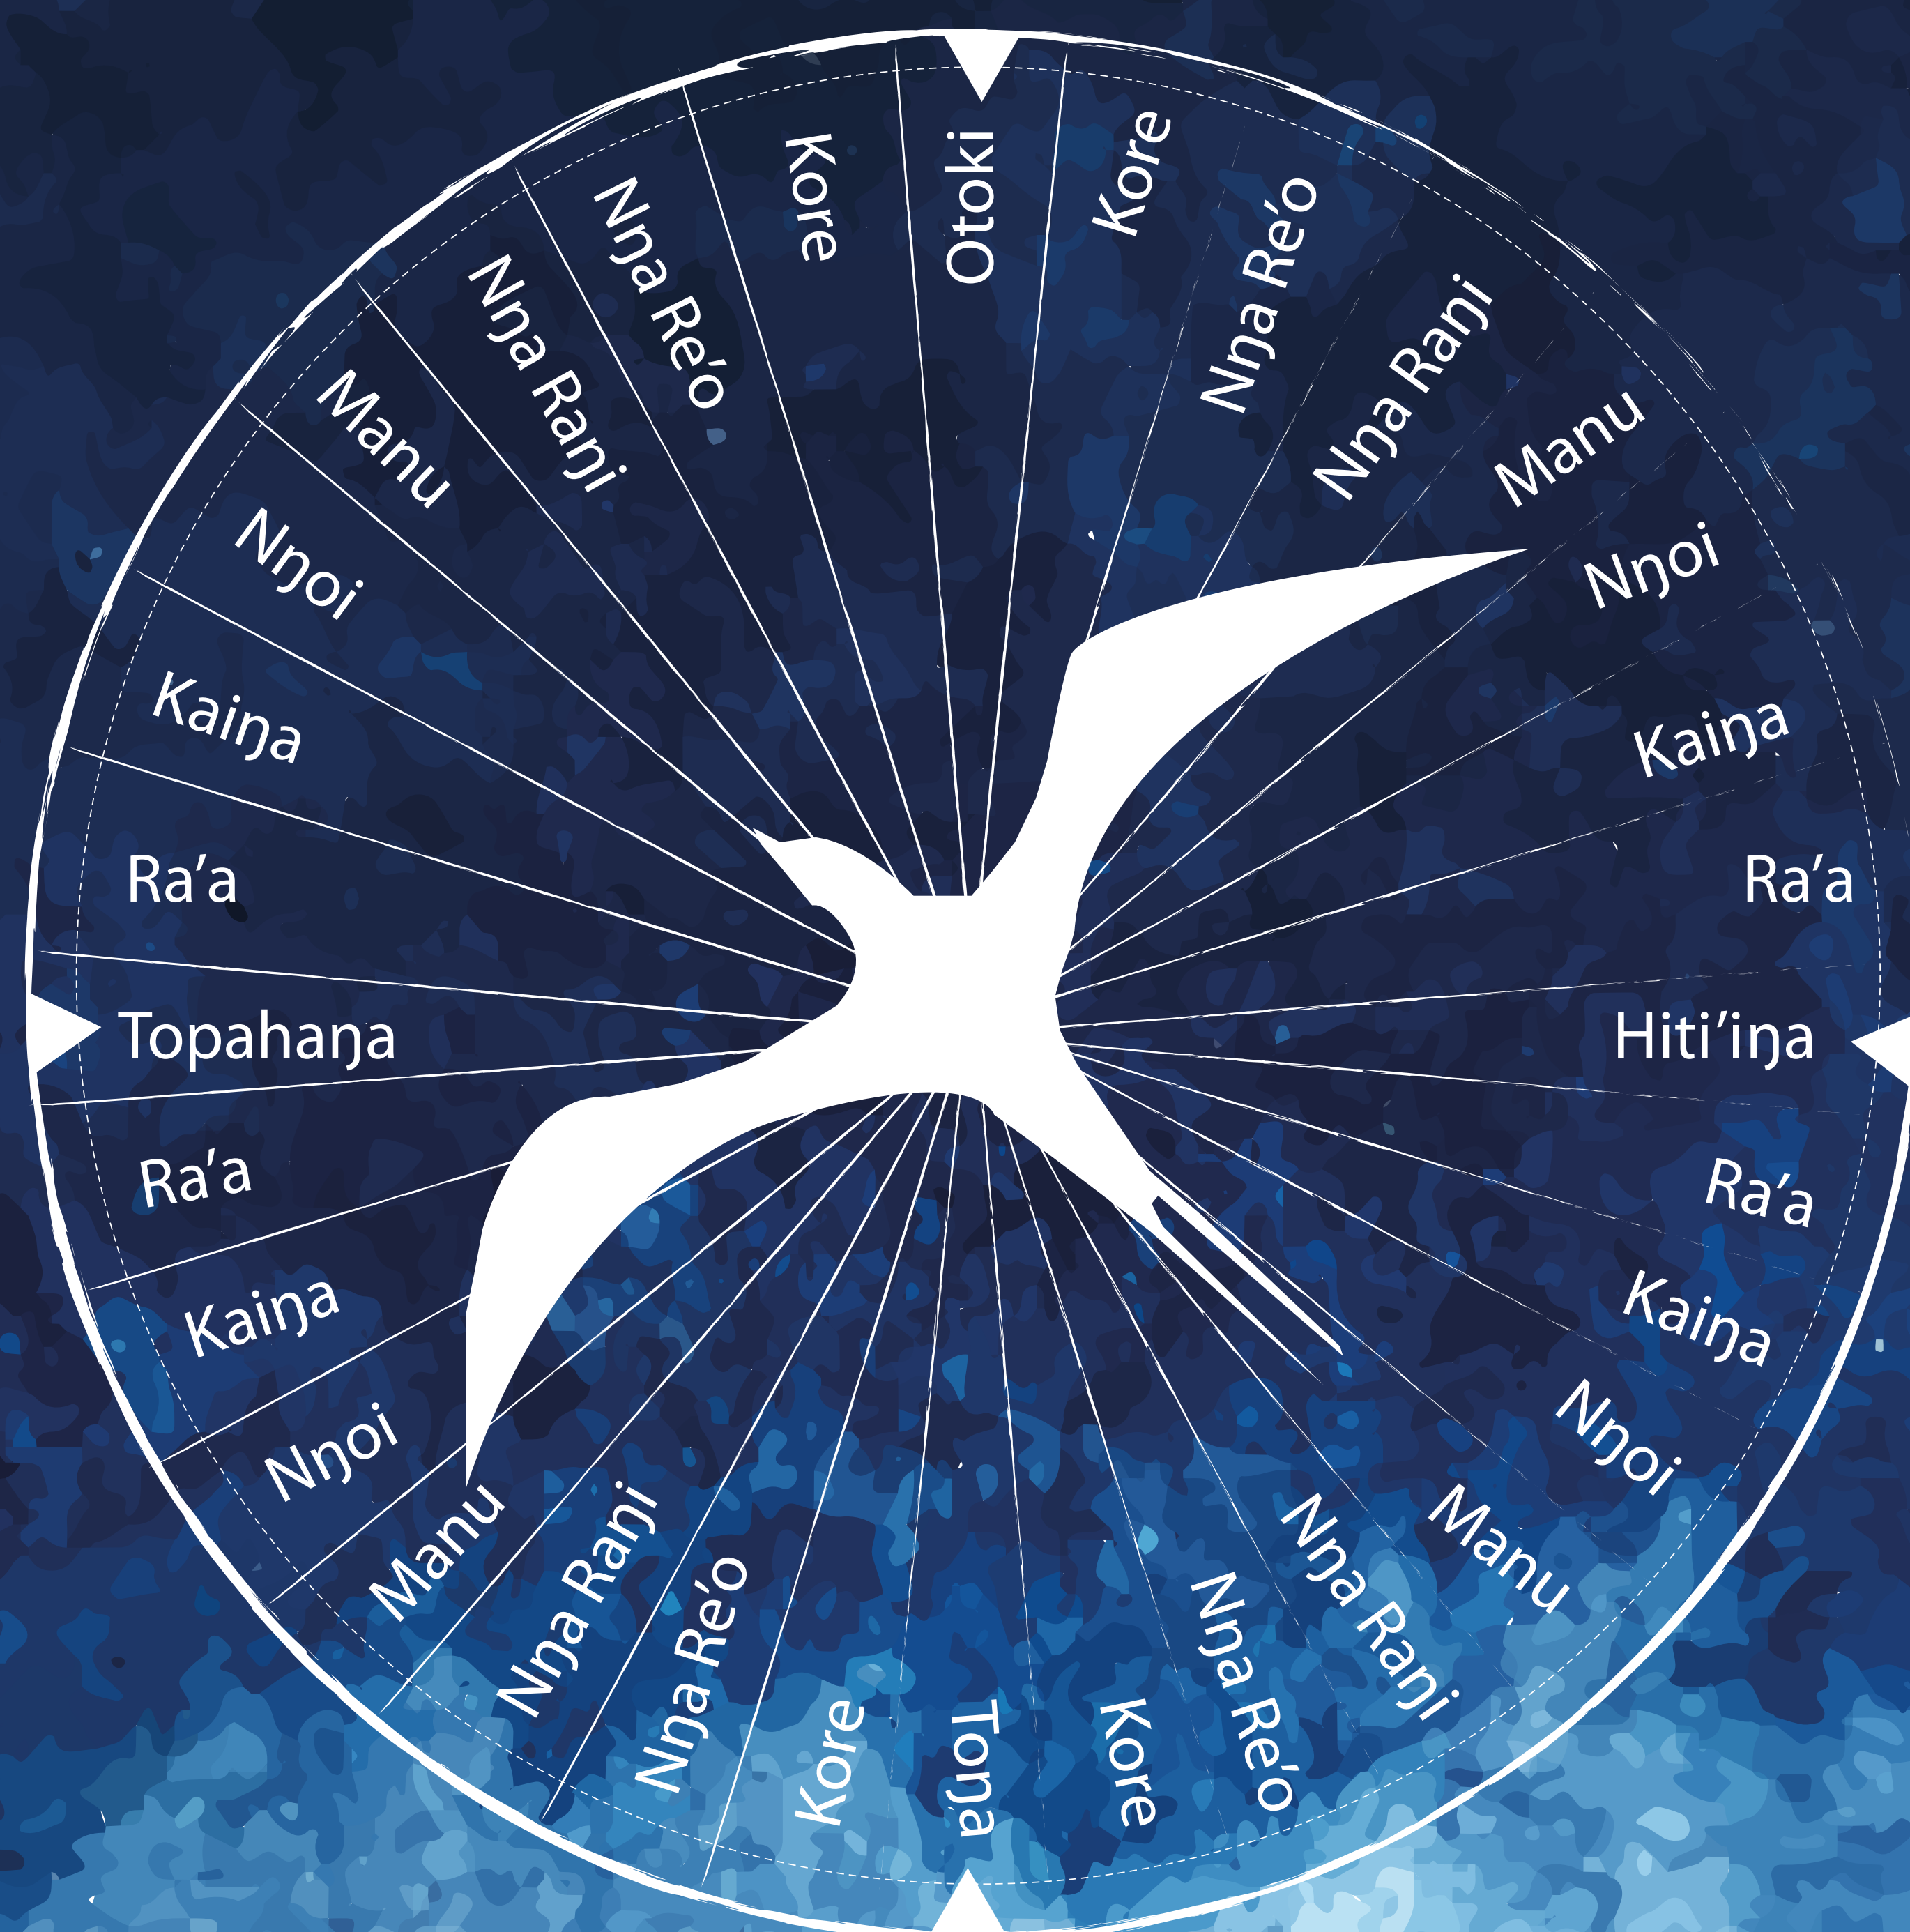 Otoki
Kore
Nŋa Re'o
Nŋa Raŋi
Manu
Nŋoi
Kaiŋa
Ra'a
Hiti'iŋa
Ra'a
Kaiŋa
Nŋoi
Manu
Nŋa Raŋi
Nŋa Re'o
Kore
Toŋa
Kore
Nŋa Re'o
Nŋa Raŋi
Manu
Nŋoi
Kaiŋa
Ra'a
Topahaŋa
Ra'a
Kaiŋa
Nŋoi
Manu
Nŋa Raŋi
Nŋa Re'o
Kore